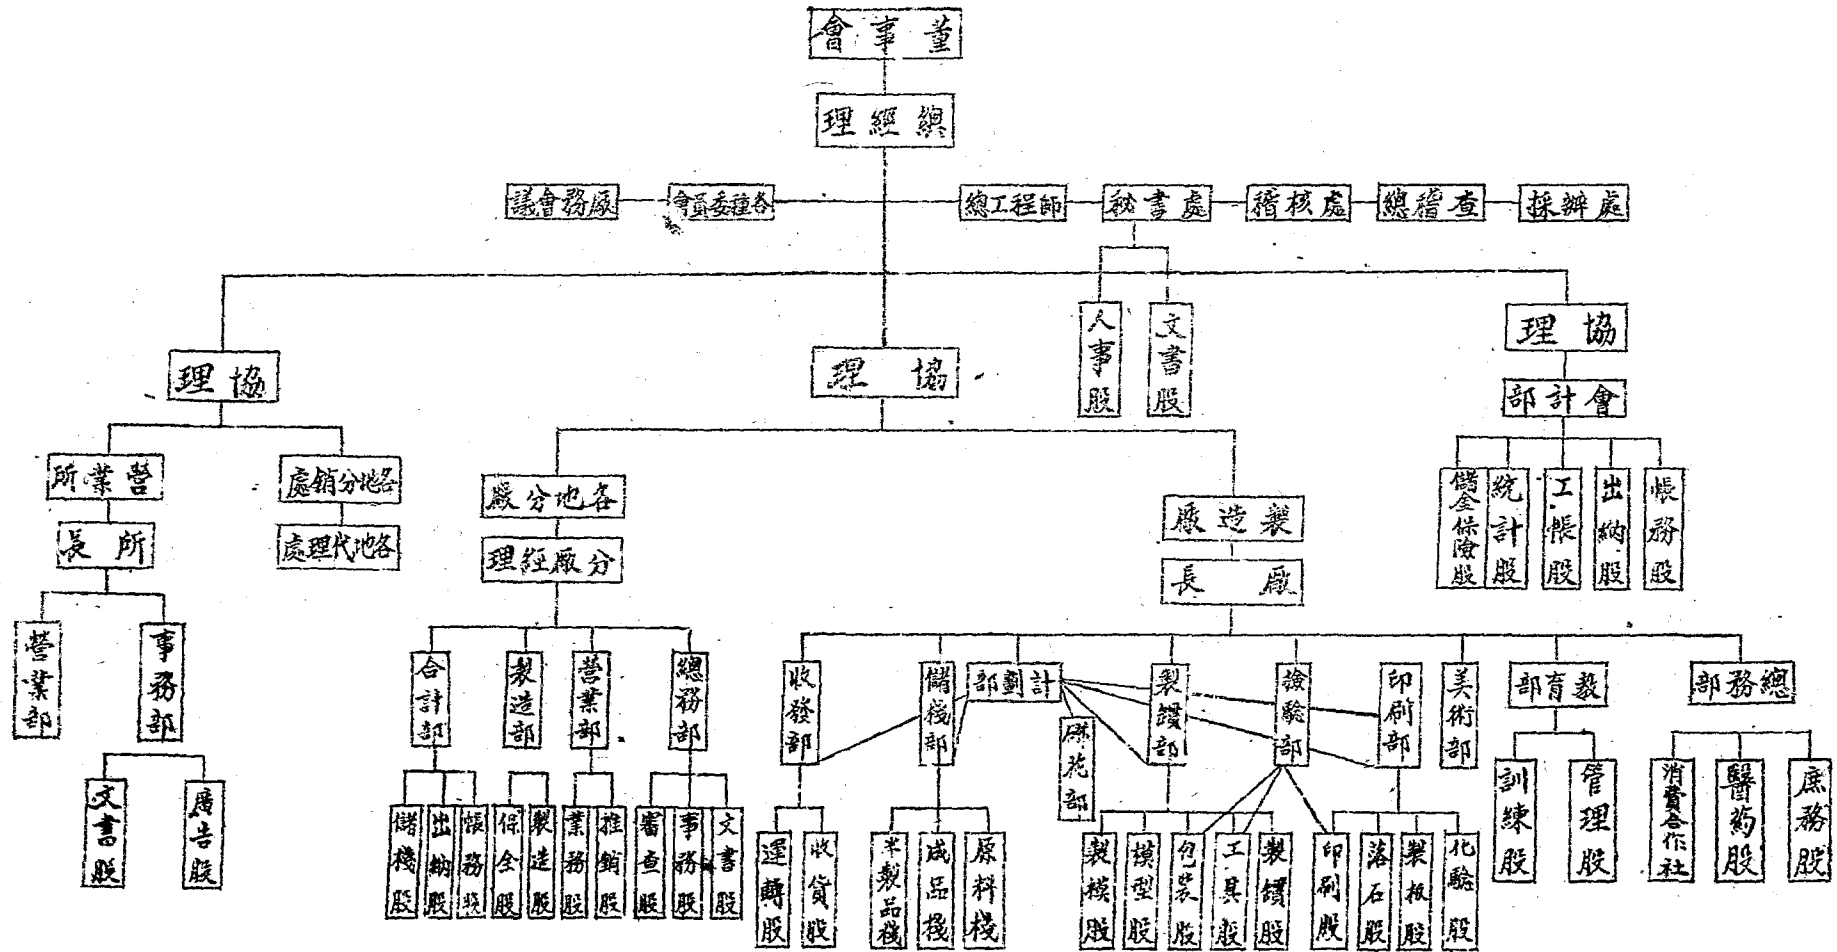 董事會
總經理
廠務會議
各種委員會
總工程師
秘書處
稽核處
總稽查
採辦處
人事股
文書股
協理
協理
協理
會計部
帳務股
出納股
工帳股
統計股
儲金保險股
營業所
所長
各地分銷處
各地代理處
營業部
事務部
文書股
廣告股
各地分廠
分廠經理
合計部
製造部
營業部
總務部
儲棧股
出納股
帳務股
保全股
製造股
業務股
推銷股
審查股
事務股
文書股
製造廠
廠長
收發部
儲棧部
計劃部
製罐部
檢驗部
印刷部
美術部
教育部
總務部
運轉股
收貨股
半製品棧
成品棧
原料棧
製模股
模型股
包裝股
工具股
製罐股
印刷股
落石股
製板股
化驗股
訓練股
管理股
消費合作社
醫药股
庶務股